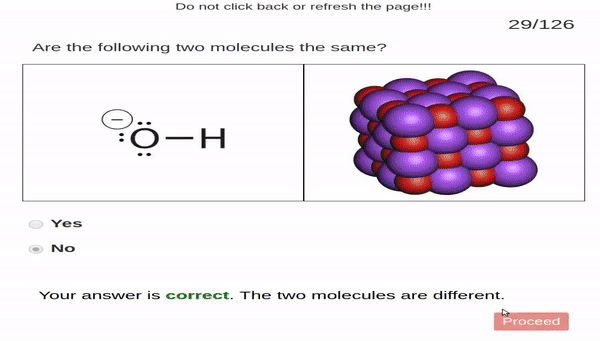 Do not click back or refresh the page!!!
29/126
Are the following two molecules the same?
O—H
Yes
No
Your answer is correct. The two molecules are different.
Proceed